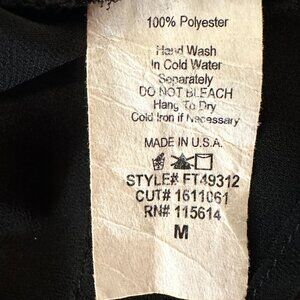 100% Polyester
Hand Wash
In Cold Water
Separately
DO NOT BLEACH
Hang To Dry
Cold Iron if Necessary
MADE IN U.S.A.
STYLE# FT49312
CUT# 1611061
RN# 115614
M